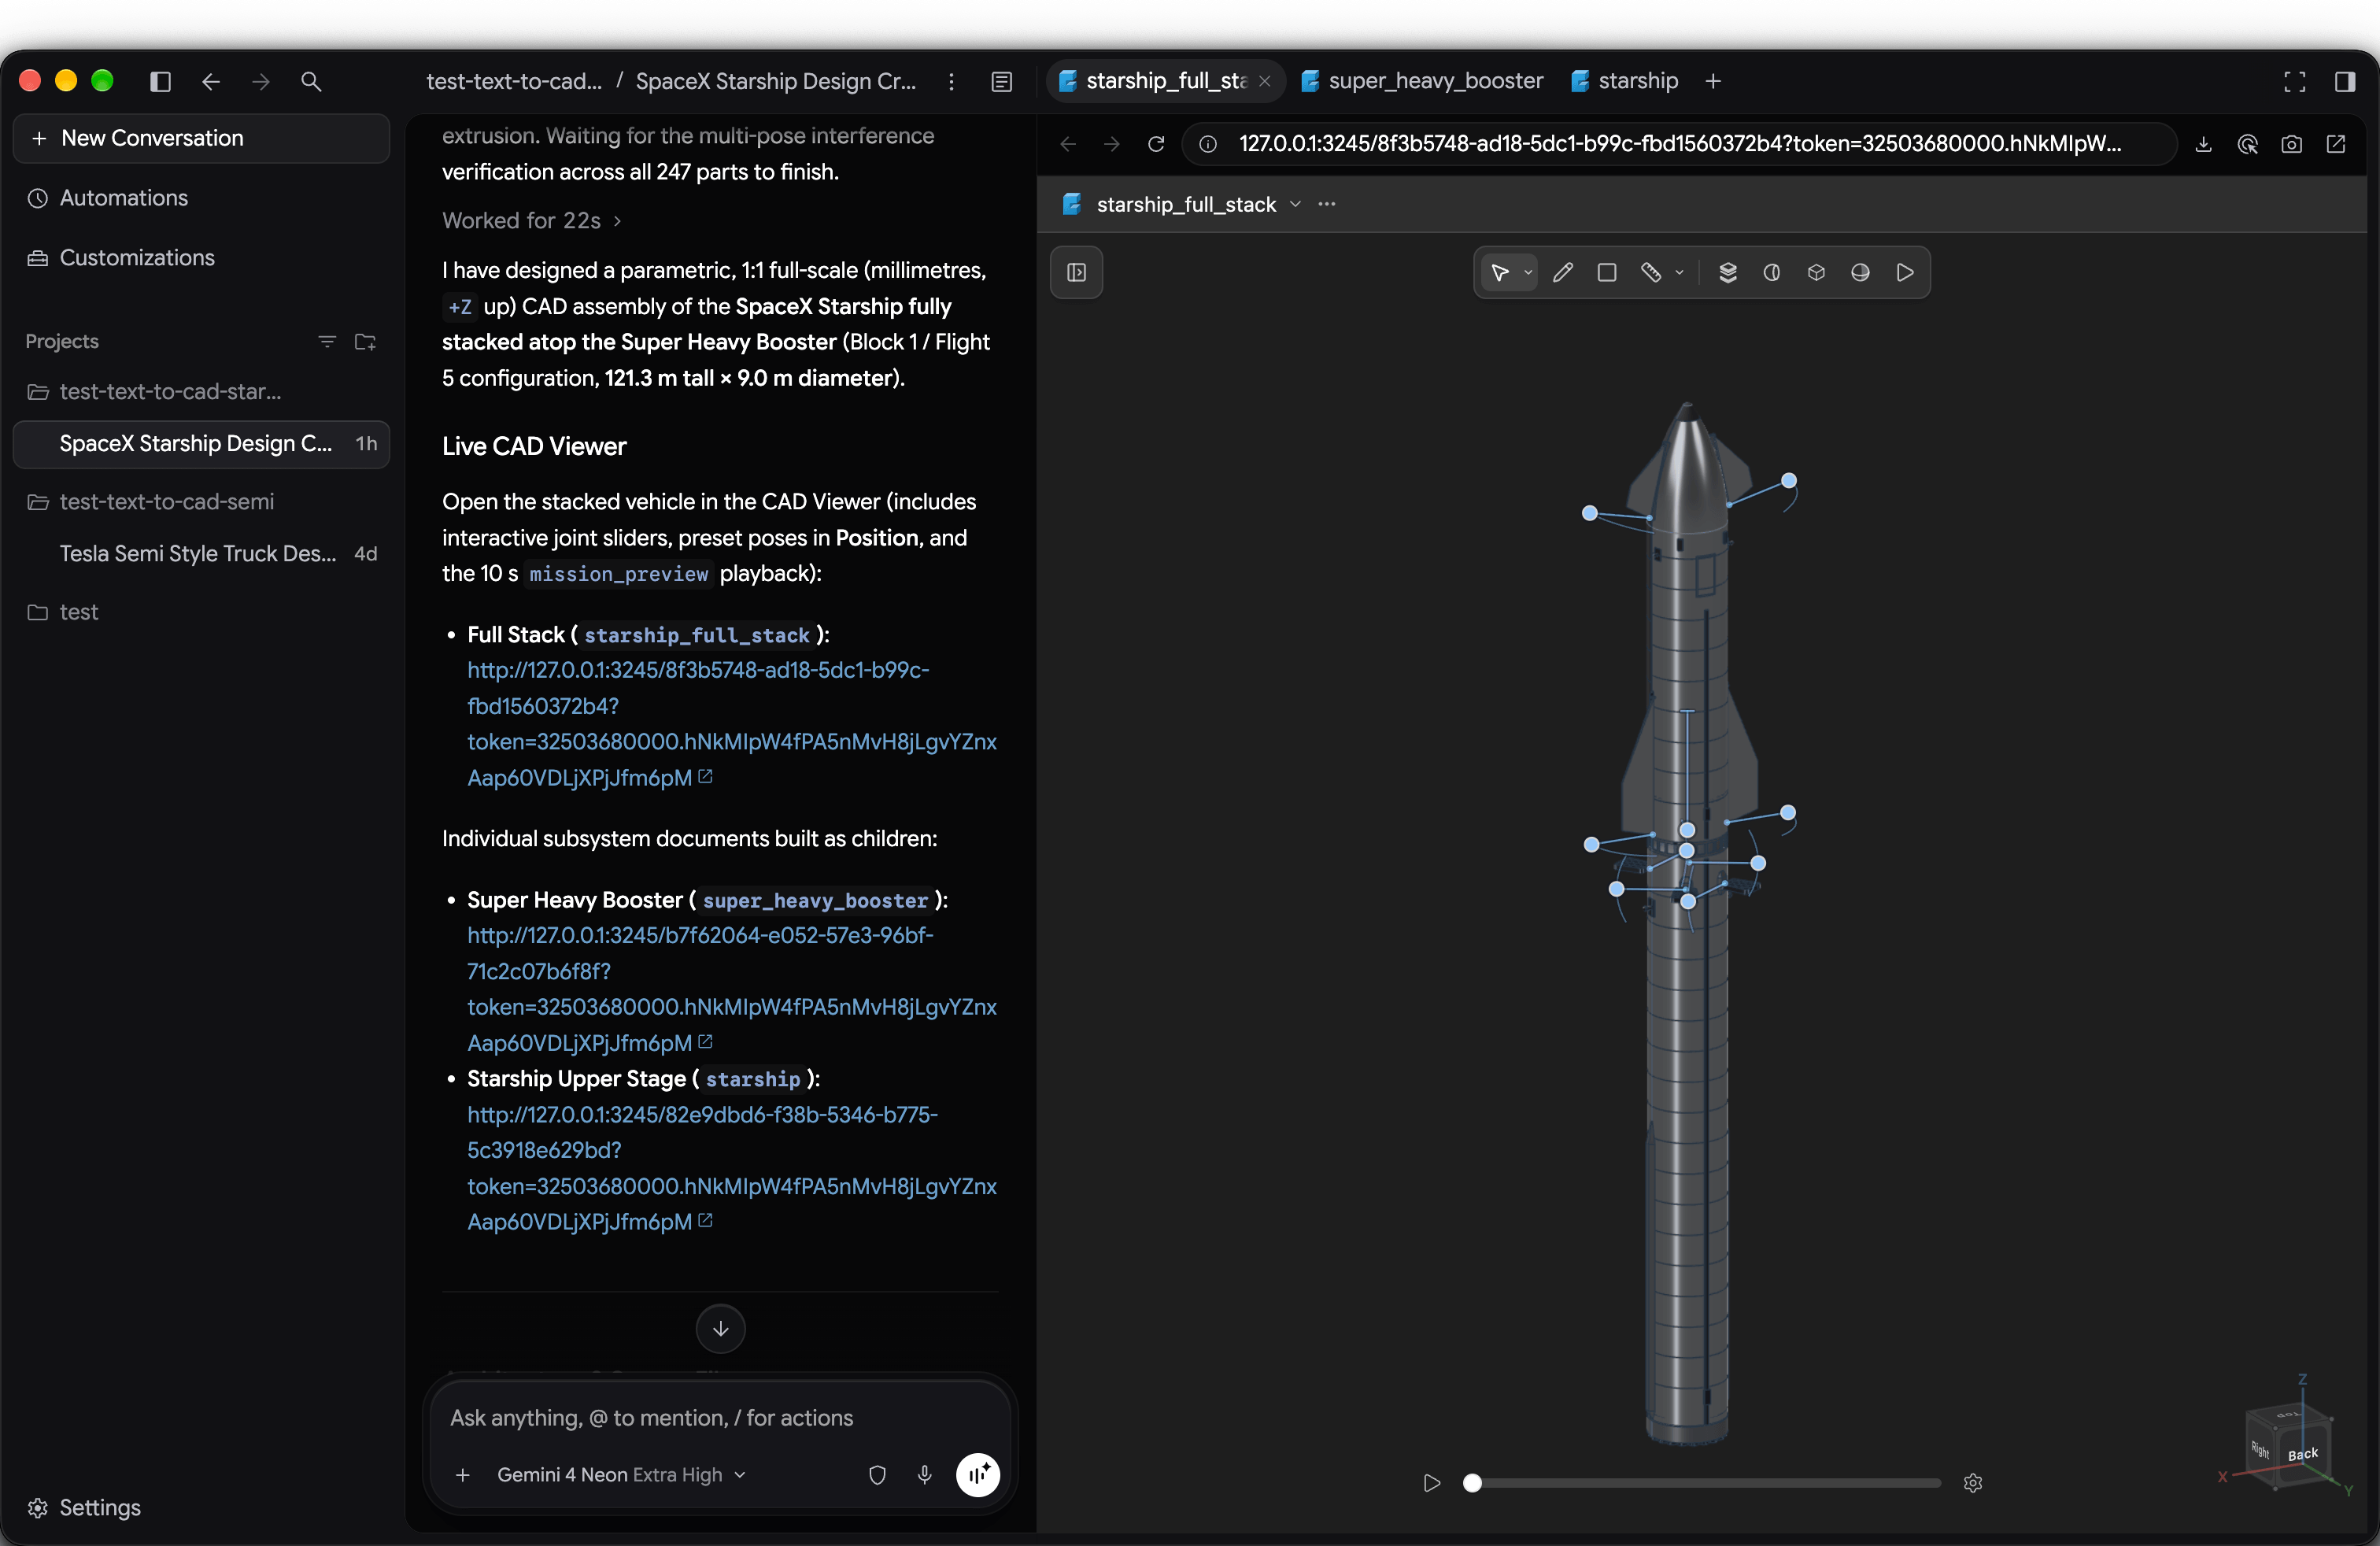 test-text-to-cad... / SpaceX Starship Design Cr...
starship_full_sta
super_heavy_booster
starship
New Conversation
Automations
Customizations
Projects
test-text-to-cad-star...
SpaceX Starship Design C... 1h
test-text-to-cad-semi
Tesla Semi Style Truck Des... 4d
test
Settings
extrusion. Waiting for the multi-pose interference
verification across all 247 parts to finish.
Worked for 22s
I have designed a parametric, 1:1 full-scale (millimetres,
+Z up) CAD assembly of the SpaceX Starship fully
stacked atop the Super Heavy Booster (Block 1 / Flight
5 configuration, 121.3 m tall × 9.0 m diameter).
Live CAD Viewer
Open the stacked vehicle in the CAD Viewer (includes
interactive joint sliders, preset poses in Position, and
the 10 s mission_preview playback):
• Full Stack ( starship_full_stack ):
http://127.0.0.1:3245/8f3b5748-ad18-5dc1-b99c-
fbd1560372b4?
token=32503680000.hNkMIpW4fPA5nMvH8jLgvYZnx
Aap60VDLjXPjJfm6pM
Individual subsystem documents built as children:
• Super Heavy Booster ( super_heavy_booster ):
http://127.0.0.1:3245/b7f62064-e052-57e3-96bf-
71c2c07b6f8f?
token=32503680000.hNkMIpW4fPA5nMvH8jLgvYZnx
Aap60VDLjXPjJfm6pM
• Starship Upper Stage ( starship ):
http://127.0.0.1:3245/82e9dbd6-f38b-5346-b775-
5c3918e629bd?
token=32503680000.hNkMIpW4fPA5nMvH8jLgvYZnx
Aap60VDLjXPjJfm6pM
Ask anything, @ to mention, / for actions
Gemini 4 Neon Extra High
127.0.0.1:3245/8f3b5748-ad18-5dc1-b99c-fbd1560372b4?token=32503680000.hNkMIpW...
starship_full_stack
Z
Top
Right
Back
X
Y